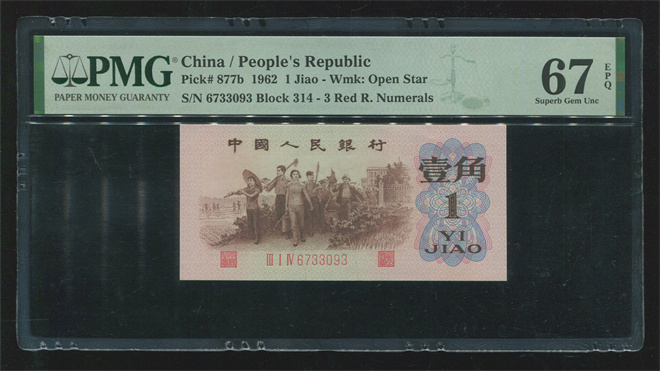 PMG
PAPER MONEY GUARANTY
China / People's Republic
Pick# 877b 1962 1 Jiao - Wmk: Open Star
S/N 6733093 Block 314 - 3 Red R. Numerals
67 EPQ
Superb Gem Unc
中國人民銀行
壹角
1
YI
JIAO
III I IV 6733093